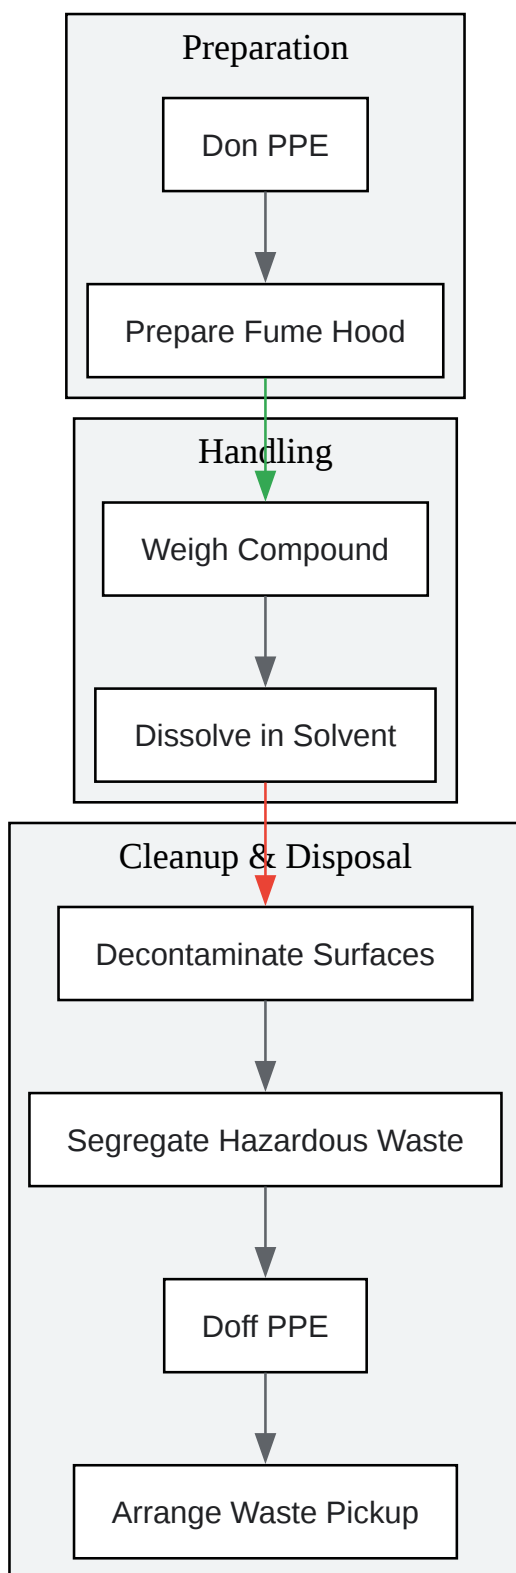 Preparation
Don PPE
Prepare Fume Hood
Handling
Weigh Compound
Dissolve in Solvent
Cleanup & Disposal
Decontaminate Surfaces
Segregate Hazardous Waste
Doff PPE
Arrange Waste Pickup